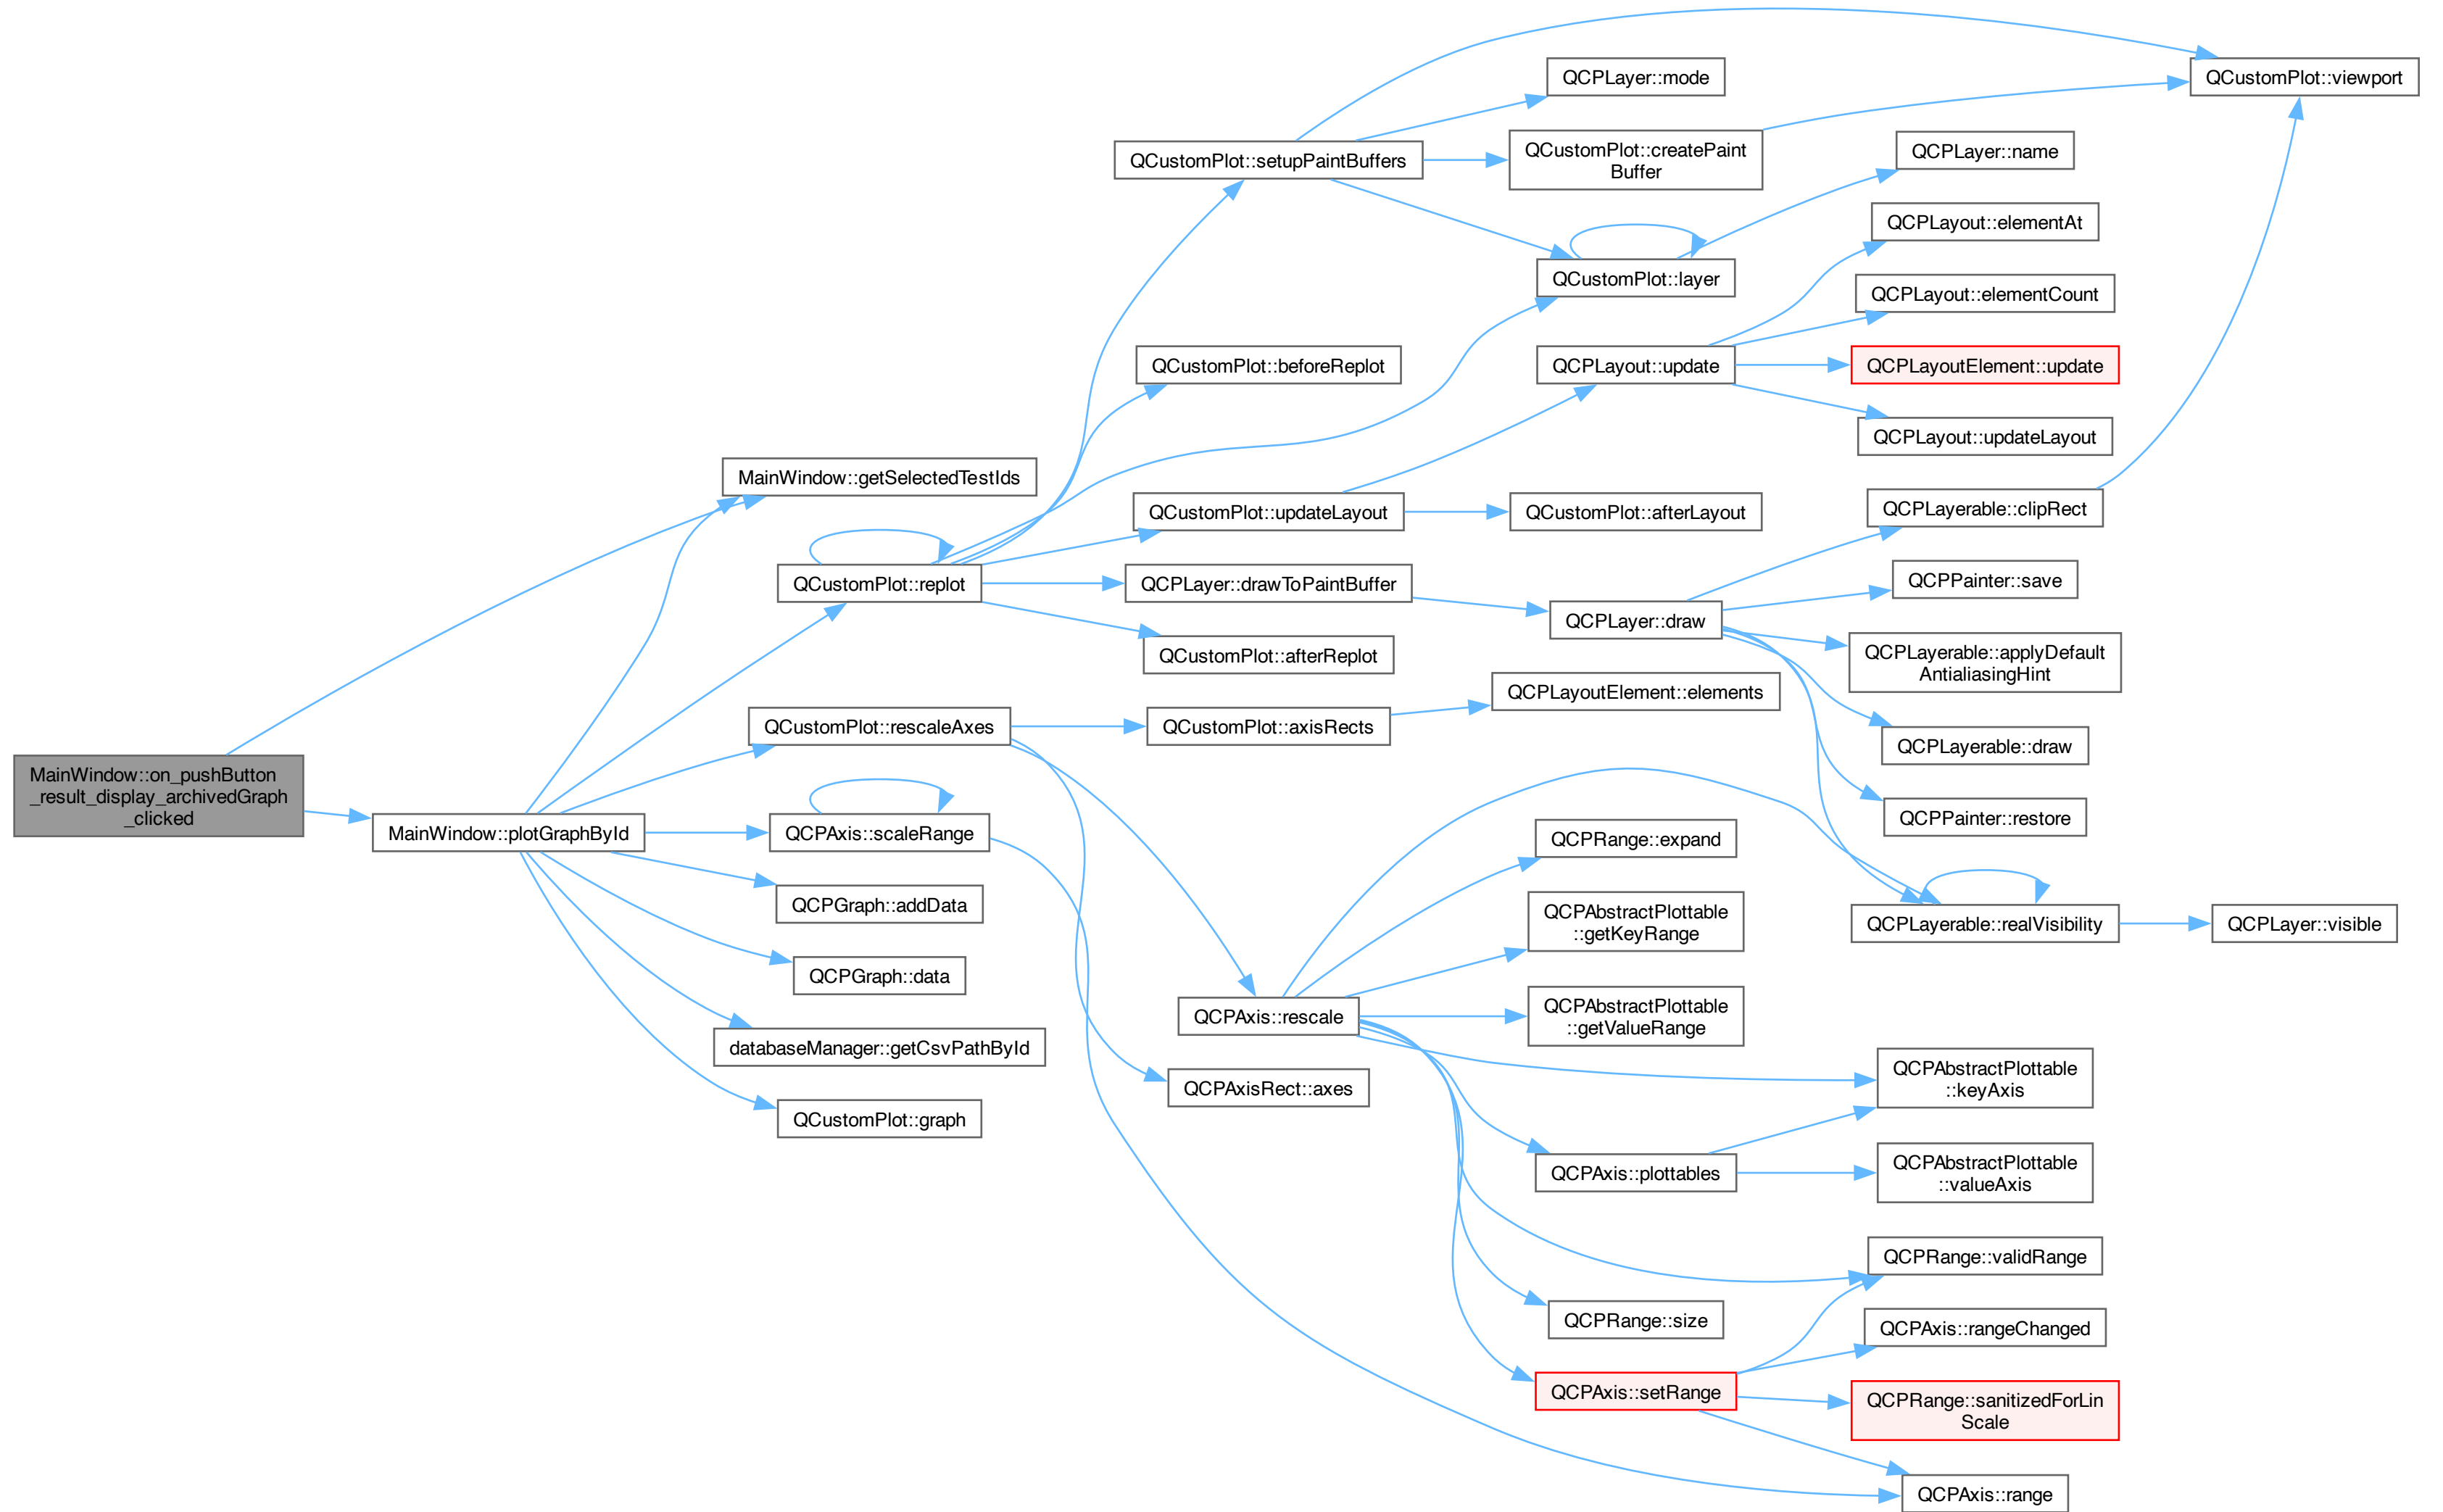 QCustomPlot::viewport
QCPLayer::mode
QCPLayer::name
QCustomPlot::setupPaintBuffers
QCustomPlot::createPaint
Buffer
QCPLayout::elementAt
QCustomPlot::layer
QCPLayout::elementCount
QCustomPlot::beforeReplot
QCPLayout::update
QCPLayoutElement::update
QCPLayout::updateLayout
MainWindow::getSelectedTestIds
QCustomPlot::updateLayout
QCustomPlot::afterLayout
QCPLayerable::clipRect
QCustomPlot::replot
QCPLayer::drawToPaintBuffer
QCPPainter::save
QCPLayer::draw
QCustomPlot::afterReplot
QCPLayerable::applyDefault
AntialiasingHint
QCPLayoutElement::elements
QCustomPlot::rescaleAxes
QCustomPlot::axisRects
QCPLayerable::draw
MainWindow::on_pushButton
_result_display_archivedGraph
_clicked
MainWindow::plotGraphById
QCPAxis::scaleRange
QCPRange::expand
QCPPainter::restore
QCPGraph::addData
QCPAbstractPlottable
::getKeyRange
QCPLayerable::realVisibility
QCPLayer::visible
QCPGraph::data
QCPAxis::rescale
QCPAbstractPlottable
::getValueRange
databaseManager::getCsvPathById
QCPAxisRect::axes
QCPAbstractPlottable
::keyAxis
QCustomPlot::graph
QCPAxis::plottables
QCPAbstractPlottable
::valueAxis
QCPRange::validRange
QCPRange::size
QCPAxis::rangeChanged
QCPAxis::setRange
QCPRange::sanitizedForLin
Scale
QCPAxis::range